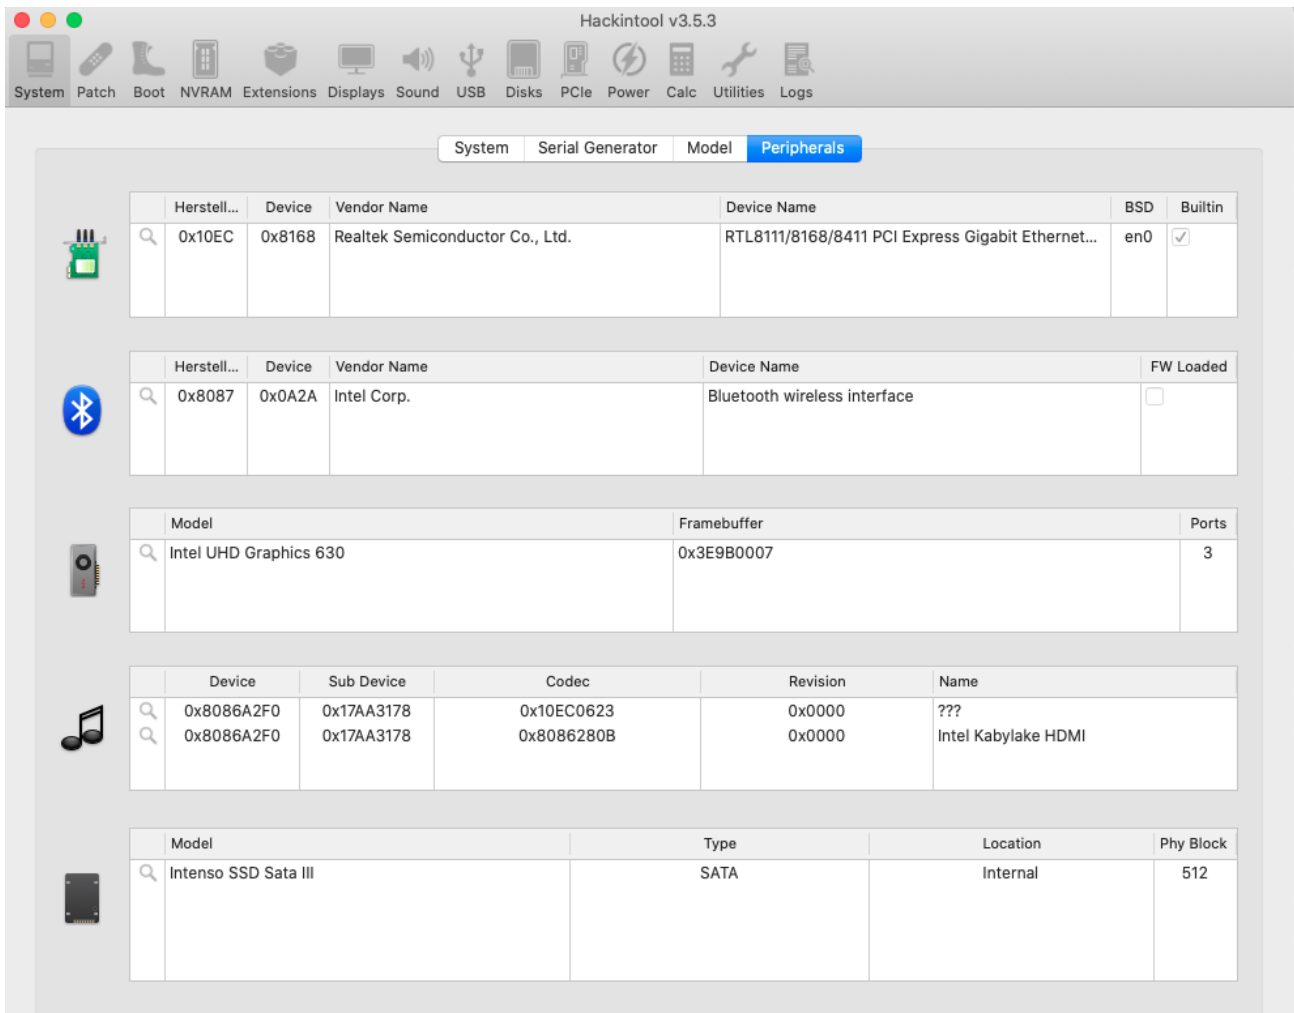 Hackintool v3.5.3
System Patch Boot NVRAM Extensions Displays Sound USB Disks PCIe Power Calc Utilities Logs
System Serial Generator Model Peripherals
Herstell... Device Vendor Name Device Name BSD Builtin
0x10EC 0x8168 Realtek Semiconductor Co., Ltd. RTL8111/8168/8411 PCI Express Gigabit Ethernet... en0
Herstell... Device Vendor Name Device Name FW Loaded
0x8087 0x0A2A Intel Corp. Bluetooth wireless interface
Model Framebuffer Ports
Intel UHD Graphics 630 0x3E9B0007 3
Device Sub Device Codec Revision Name
0x8086A2F0 0x17AA3178 0x10EC0623 0x0000 ???
0x8086A2F0 0x17AA3178 0x8086280B 0x0000 Intel Kabylake HDMI
Model Type Location Phy Block
Intenso SSD Sata III SATA Internal 512